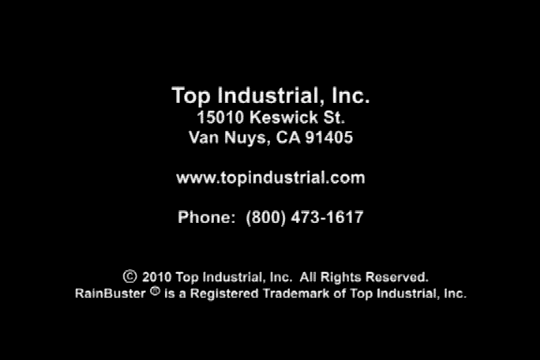 Top Industrial, Inc.
15010 Keswick St.
Van Nuys, CA 91405
www.topindustrial.com
Phone: (800) 473-1617
© 2010 Top Industrial, Inc. All Rights Reserved.
RainBuster ® is a Registered Trademark of Top Industrial, Inc.